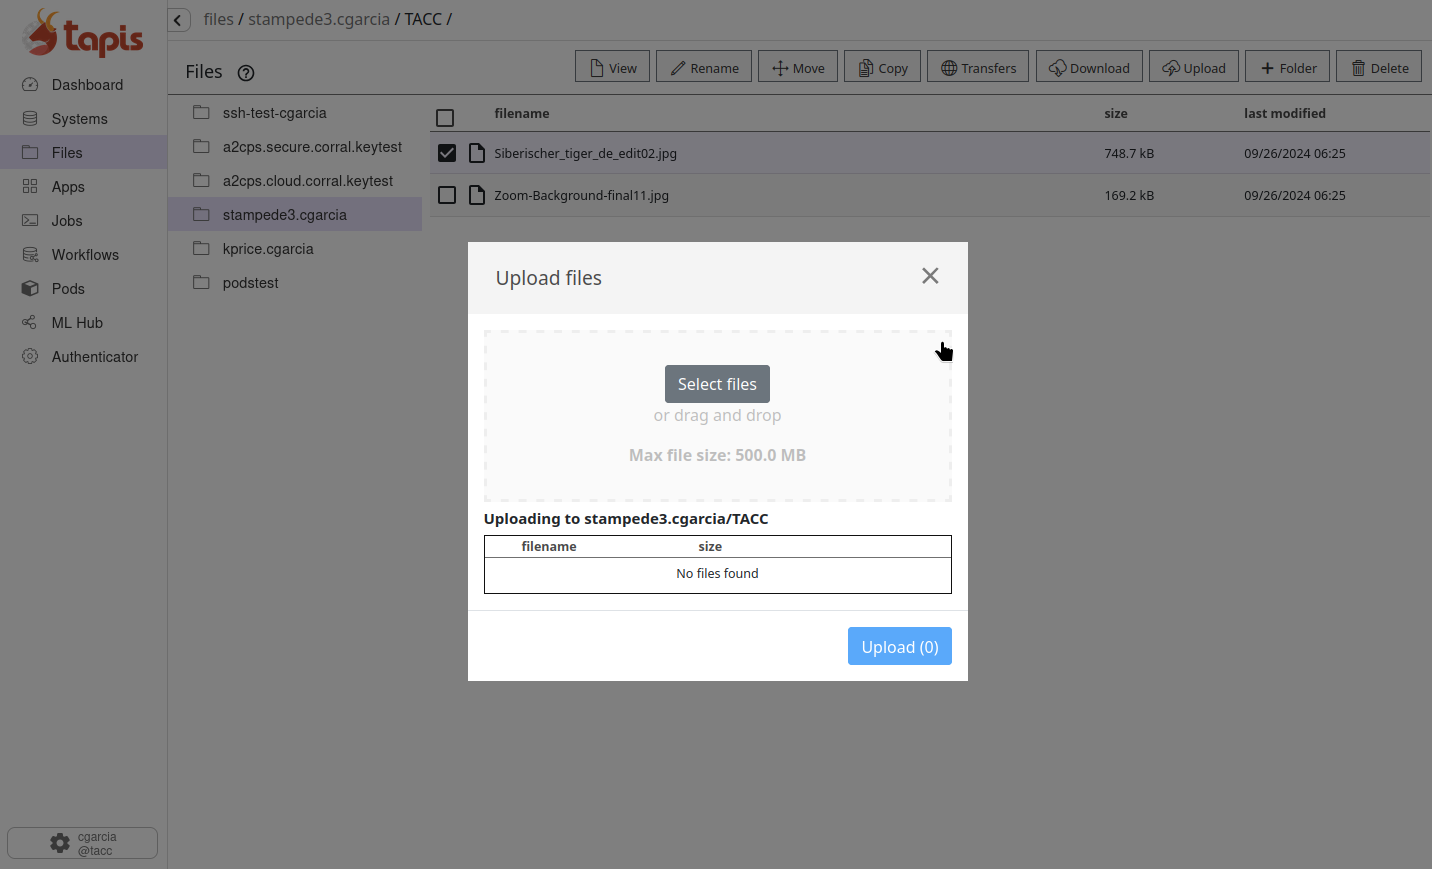 tapis
files / stampede3.cgarcia / TACC /
Dashboard
Systems
Files
Apps
Jobs
Workflows
Pods
ML Hub
Authenticator
cgarcia
@tacc
Files
View Rename Move Copy Transfers Download Upload Folder Delete
ssh-test-cgarcia
a2cps.secure.corral.keytest
a2cps.cloud.corral.keytest
stampede3.cgarcia
kprice.cgarcia
podstest
filename size last modified
Siberischer_tiger_de_edit02.jpg 748.7 kB 09/26/2024 06:25
Zoom-Background-final11.jpg 169.2 kB 09/26/2024 06:25
Upload files
Select files
or drag and drop
Max file size: 500.0 MB
Uploading to stampede3.cgarcia/TACC
filename size
No files found
Upload (0)